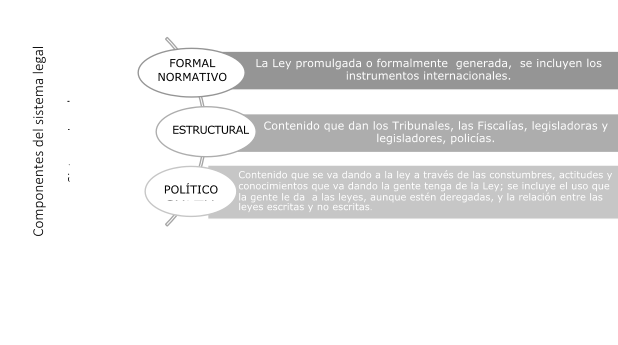 Componentes del sistema legal
FORMAL
NORMATIVO
La Ley promulgada o formalmente generada, se incluyen los
instrumentos internacionales.
ESTRUCTURAL
Contenido que dan los Tribunales, las Fiscalías, legisladoras y
legisladores, policías.
POLÍTICO
Contenido que se va dando a la ley a través de las constumbres, actitudes y
conocimientos que va dando la gente tenga de la Ley; se incluye el uso que
la gente le da a las leyes, aunque estén deregadas, y la relación entre las
leyes escritas y no escritas.